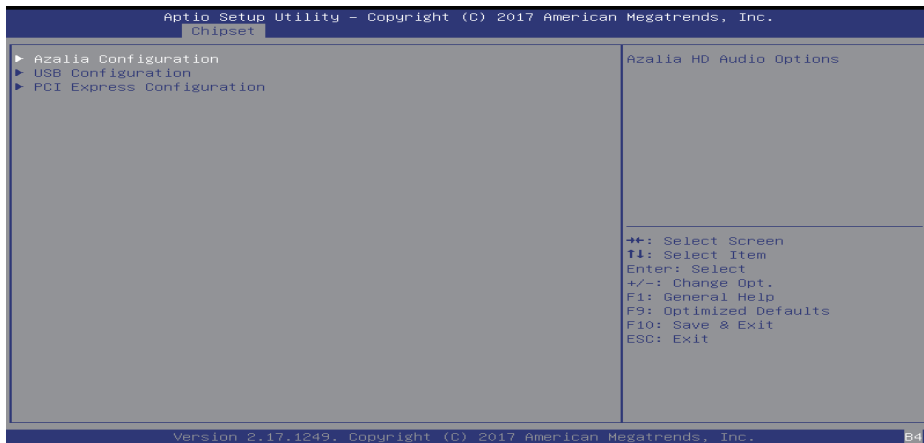 Aptio Setup Utility – Copyright (C) 2017 American Megatrends, Inc.
Chipset
▶ Azalia Configuration
▶ USB Configuration
▶ PCI Express Configuration
Azalia HD Audio Options
→←: Select Screen
↑↓: Select Item
Enter: Select
+/-: Change Opt.
F1: General Help
F9: Optimized Defaults
F10: Save & Exit
ESC: Exit
Version 2.17.1249. Copyright (C) 2017 American Megatrends, Inc.
B4